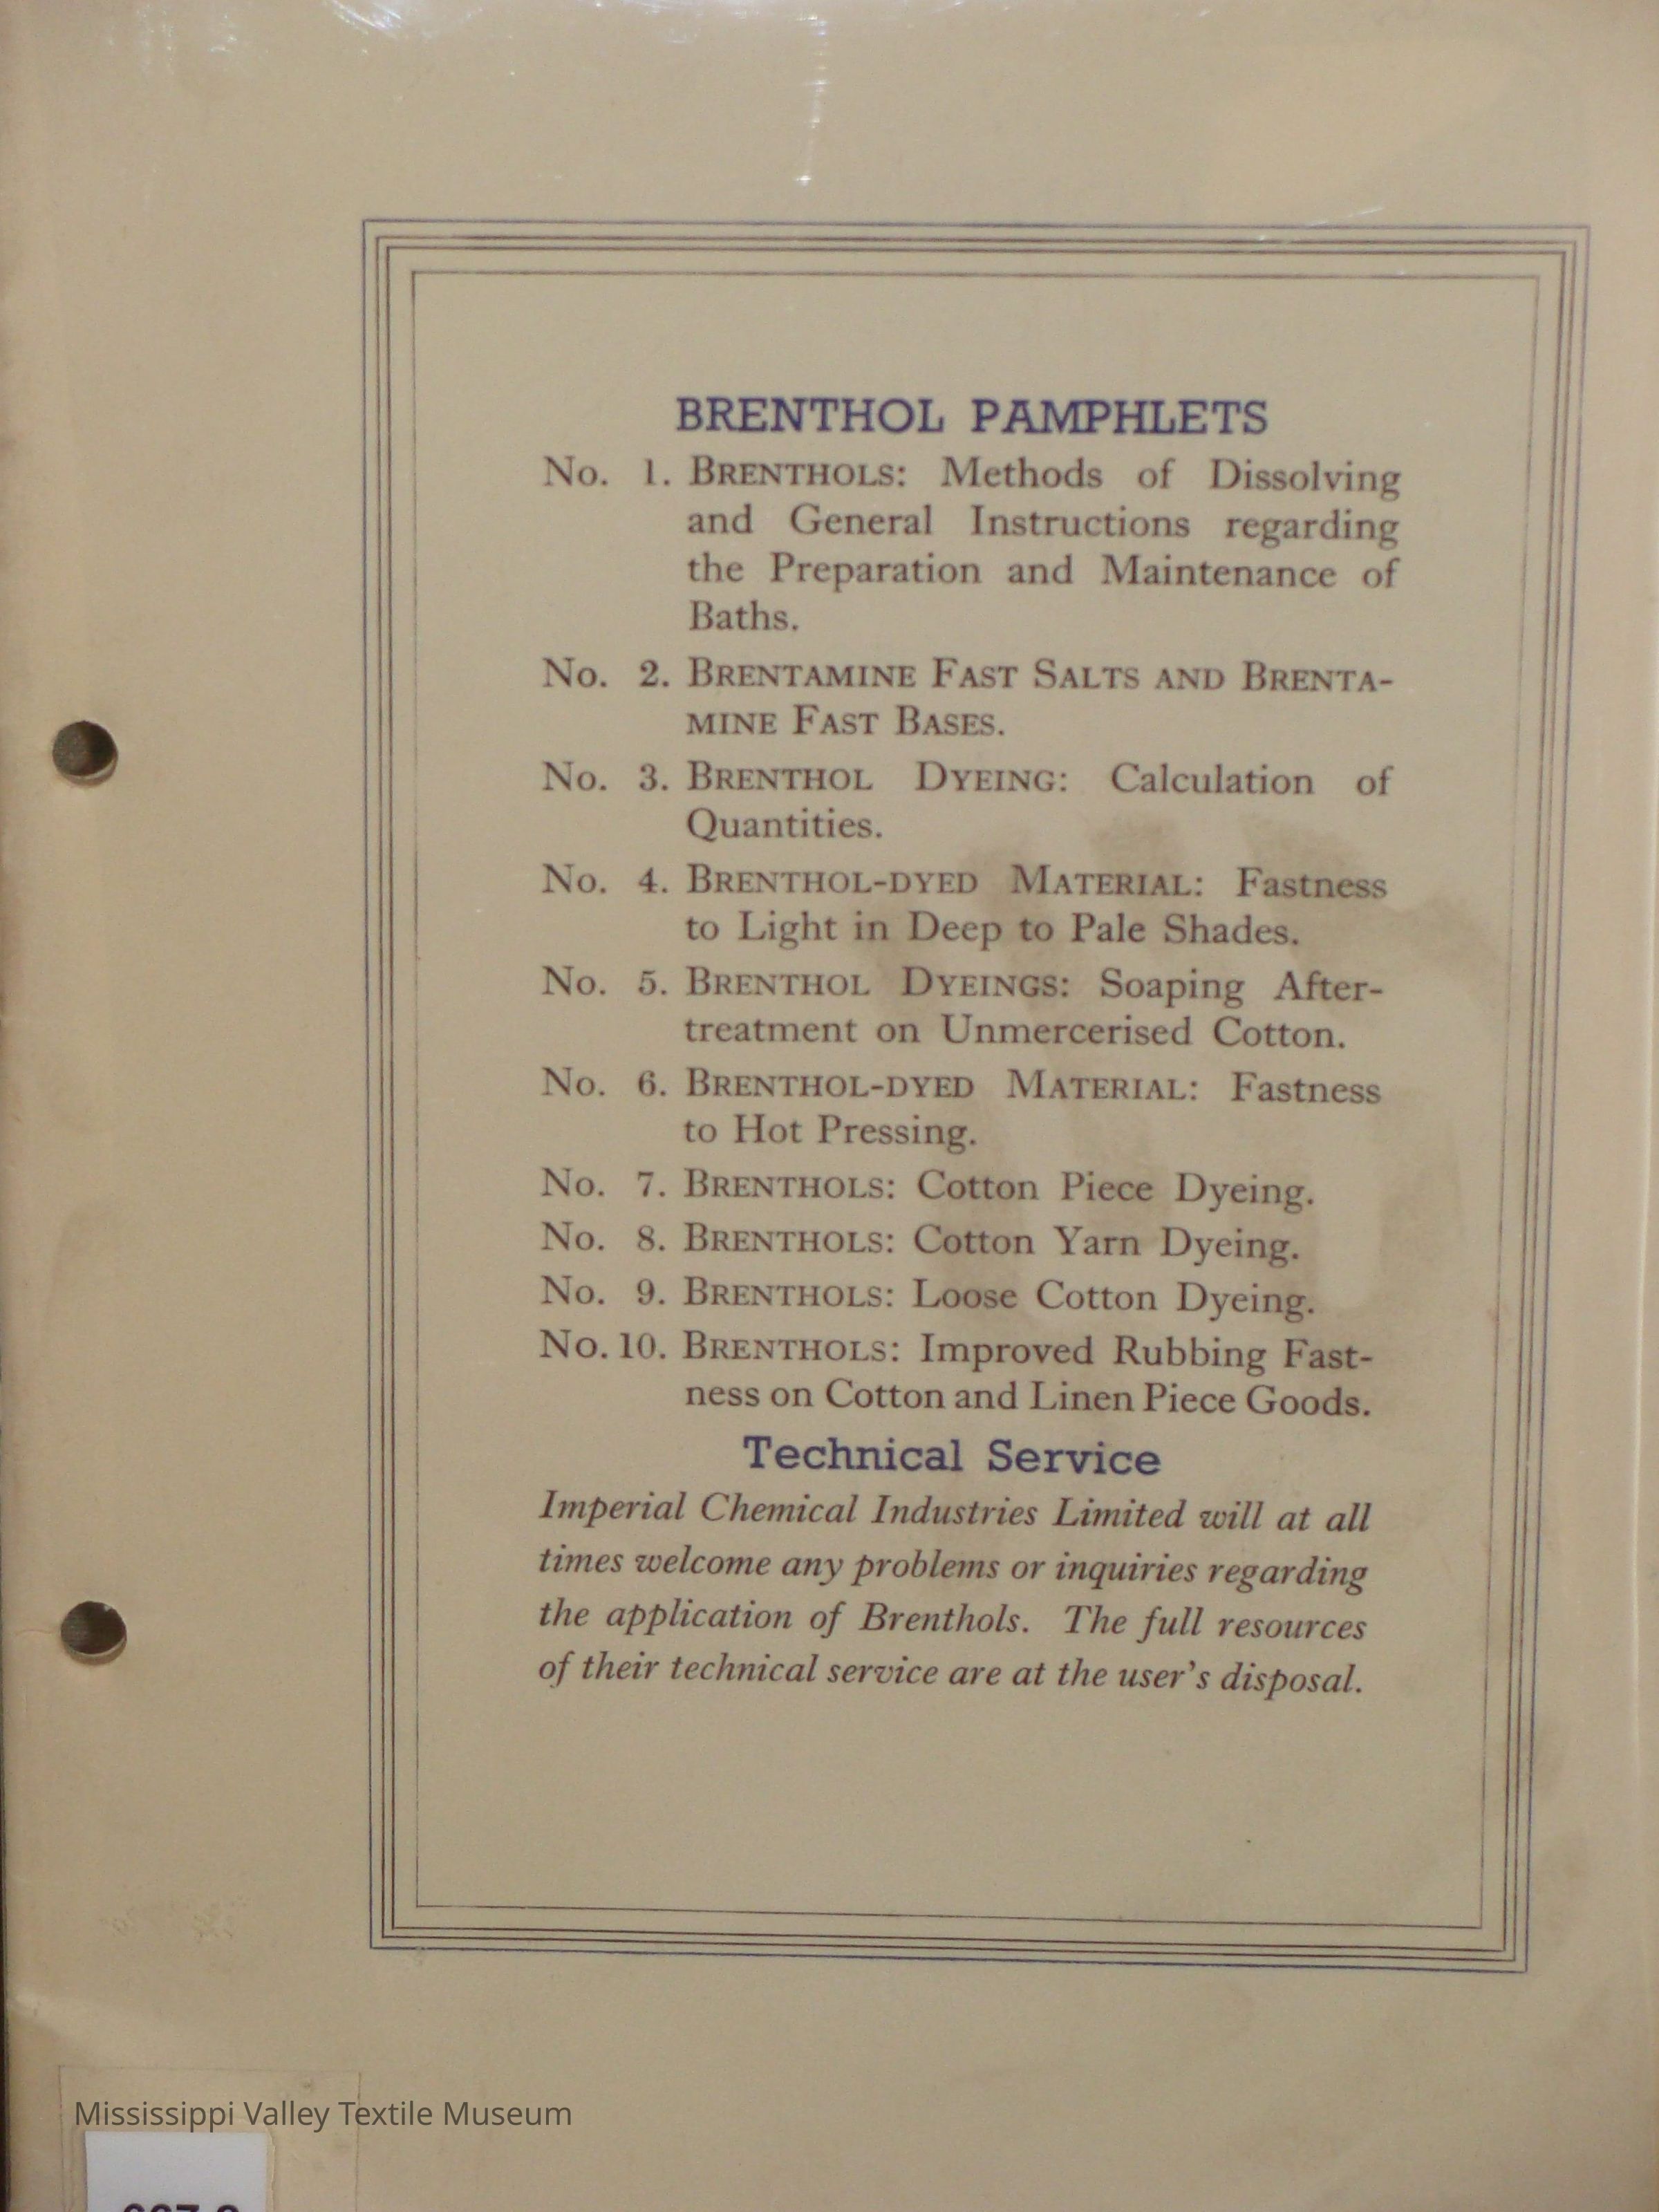 BRENTHOL PAMPHLETS
No. 1. BRENTHOLS: Methods of Dissolving
and General Instructions regarding
the Preparation and Maintenance of
Baths.
No. 2. BRENTAMINE FAST SALTS AND BRENTA-
MINE FAST BASES.
No. 3. BRENTHOL DYEING: Calculation of
Quantities.
No. 4. BRENTHOL-DYED MATERIAL: Fastness
to Light in Deep to Pale Shades.
No. 5. BRENTHOL DYEINGS: Soaping After-
treatment on Unmercerised Cotton.
No. 6. BRENTHOL-DYED MATERIAL: Fastness
to Hot Pressing.
No. 7. BRENTHOLS: Cotton Piece Dyeing.
No. 8. BRENTHOLS: Cotton Yarn Dyeing.
No. 9. BRENTHOLS: Loose Cotton Dyeing.
No. 10. BRENTHOLS: Improved Rubbing Fast-
ness on Cotton and Linen Piece Goods.
Technical Service
Imperial Chemical Industries Limited will at all
times welcome any problems or inquiries regarding
the application of Brenthols. The full resources
of their technical service are at the user's disposal.
Mississippi Valley Textile Museum